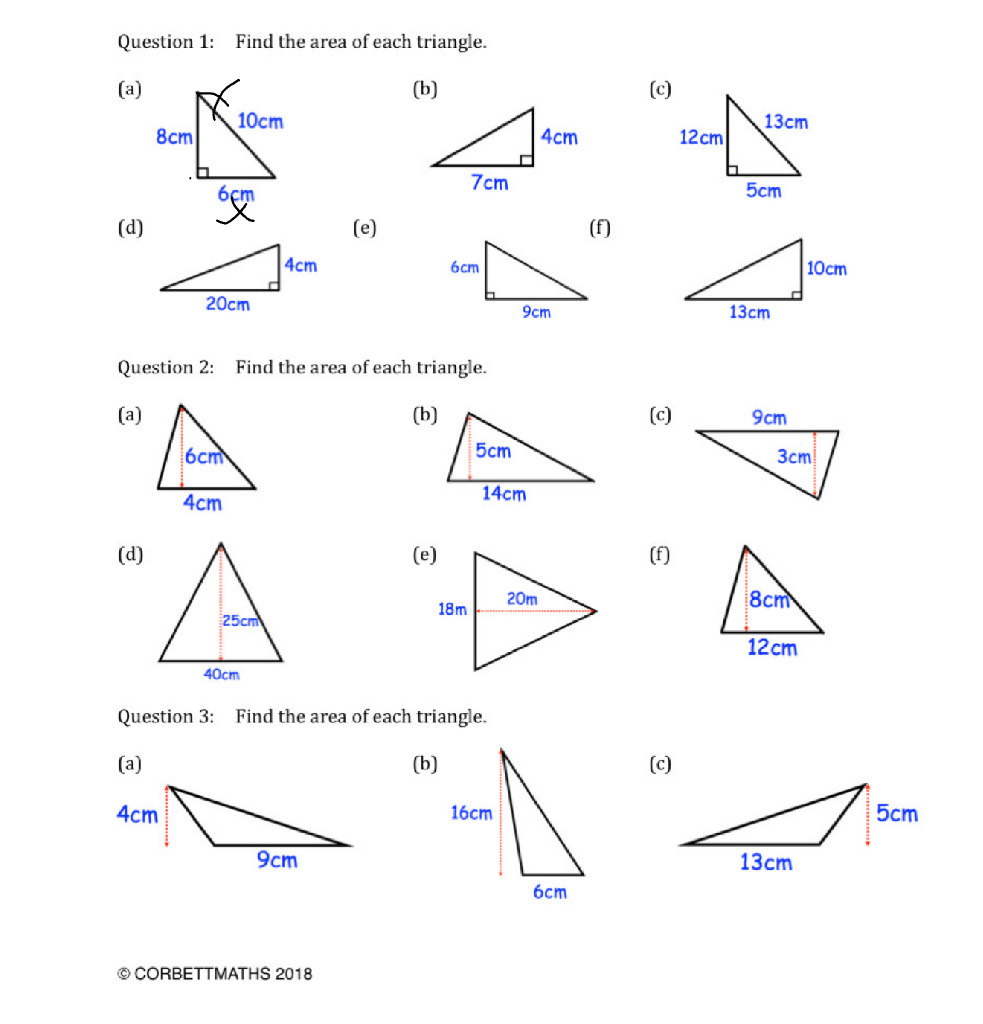 Question 1: Find the area of each triangle.
(a) (b) (c)
8cm 10cm 4cm 12cm 13cm
6cm 7cm 5cm
x
(d) (e) (f)
4cm 6cm 10cm
20cm 9cm 13cm
Question 2: Find the area of each triangle.
(a) (b) (c)
9cm
6cm 5cm 3cm
4cm 14cm
(d) (e) (f)
25cm 18m 20m 8cm
40cm 12cm
Question 3: Find the area of each triangle.
(a) (b) (c)
4cm 16cm 5cm
9cm 6cm 13cm
© CORBETTMATHS 2018